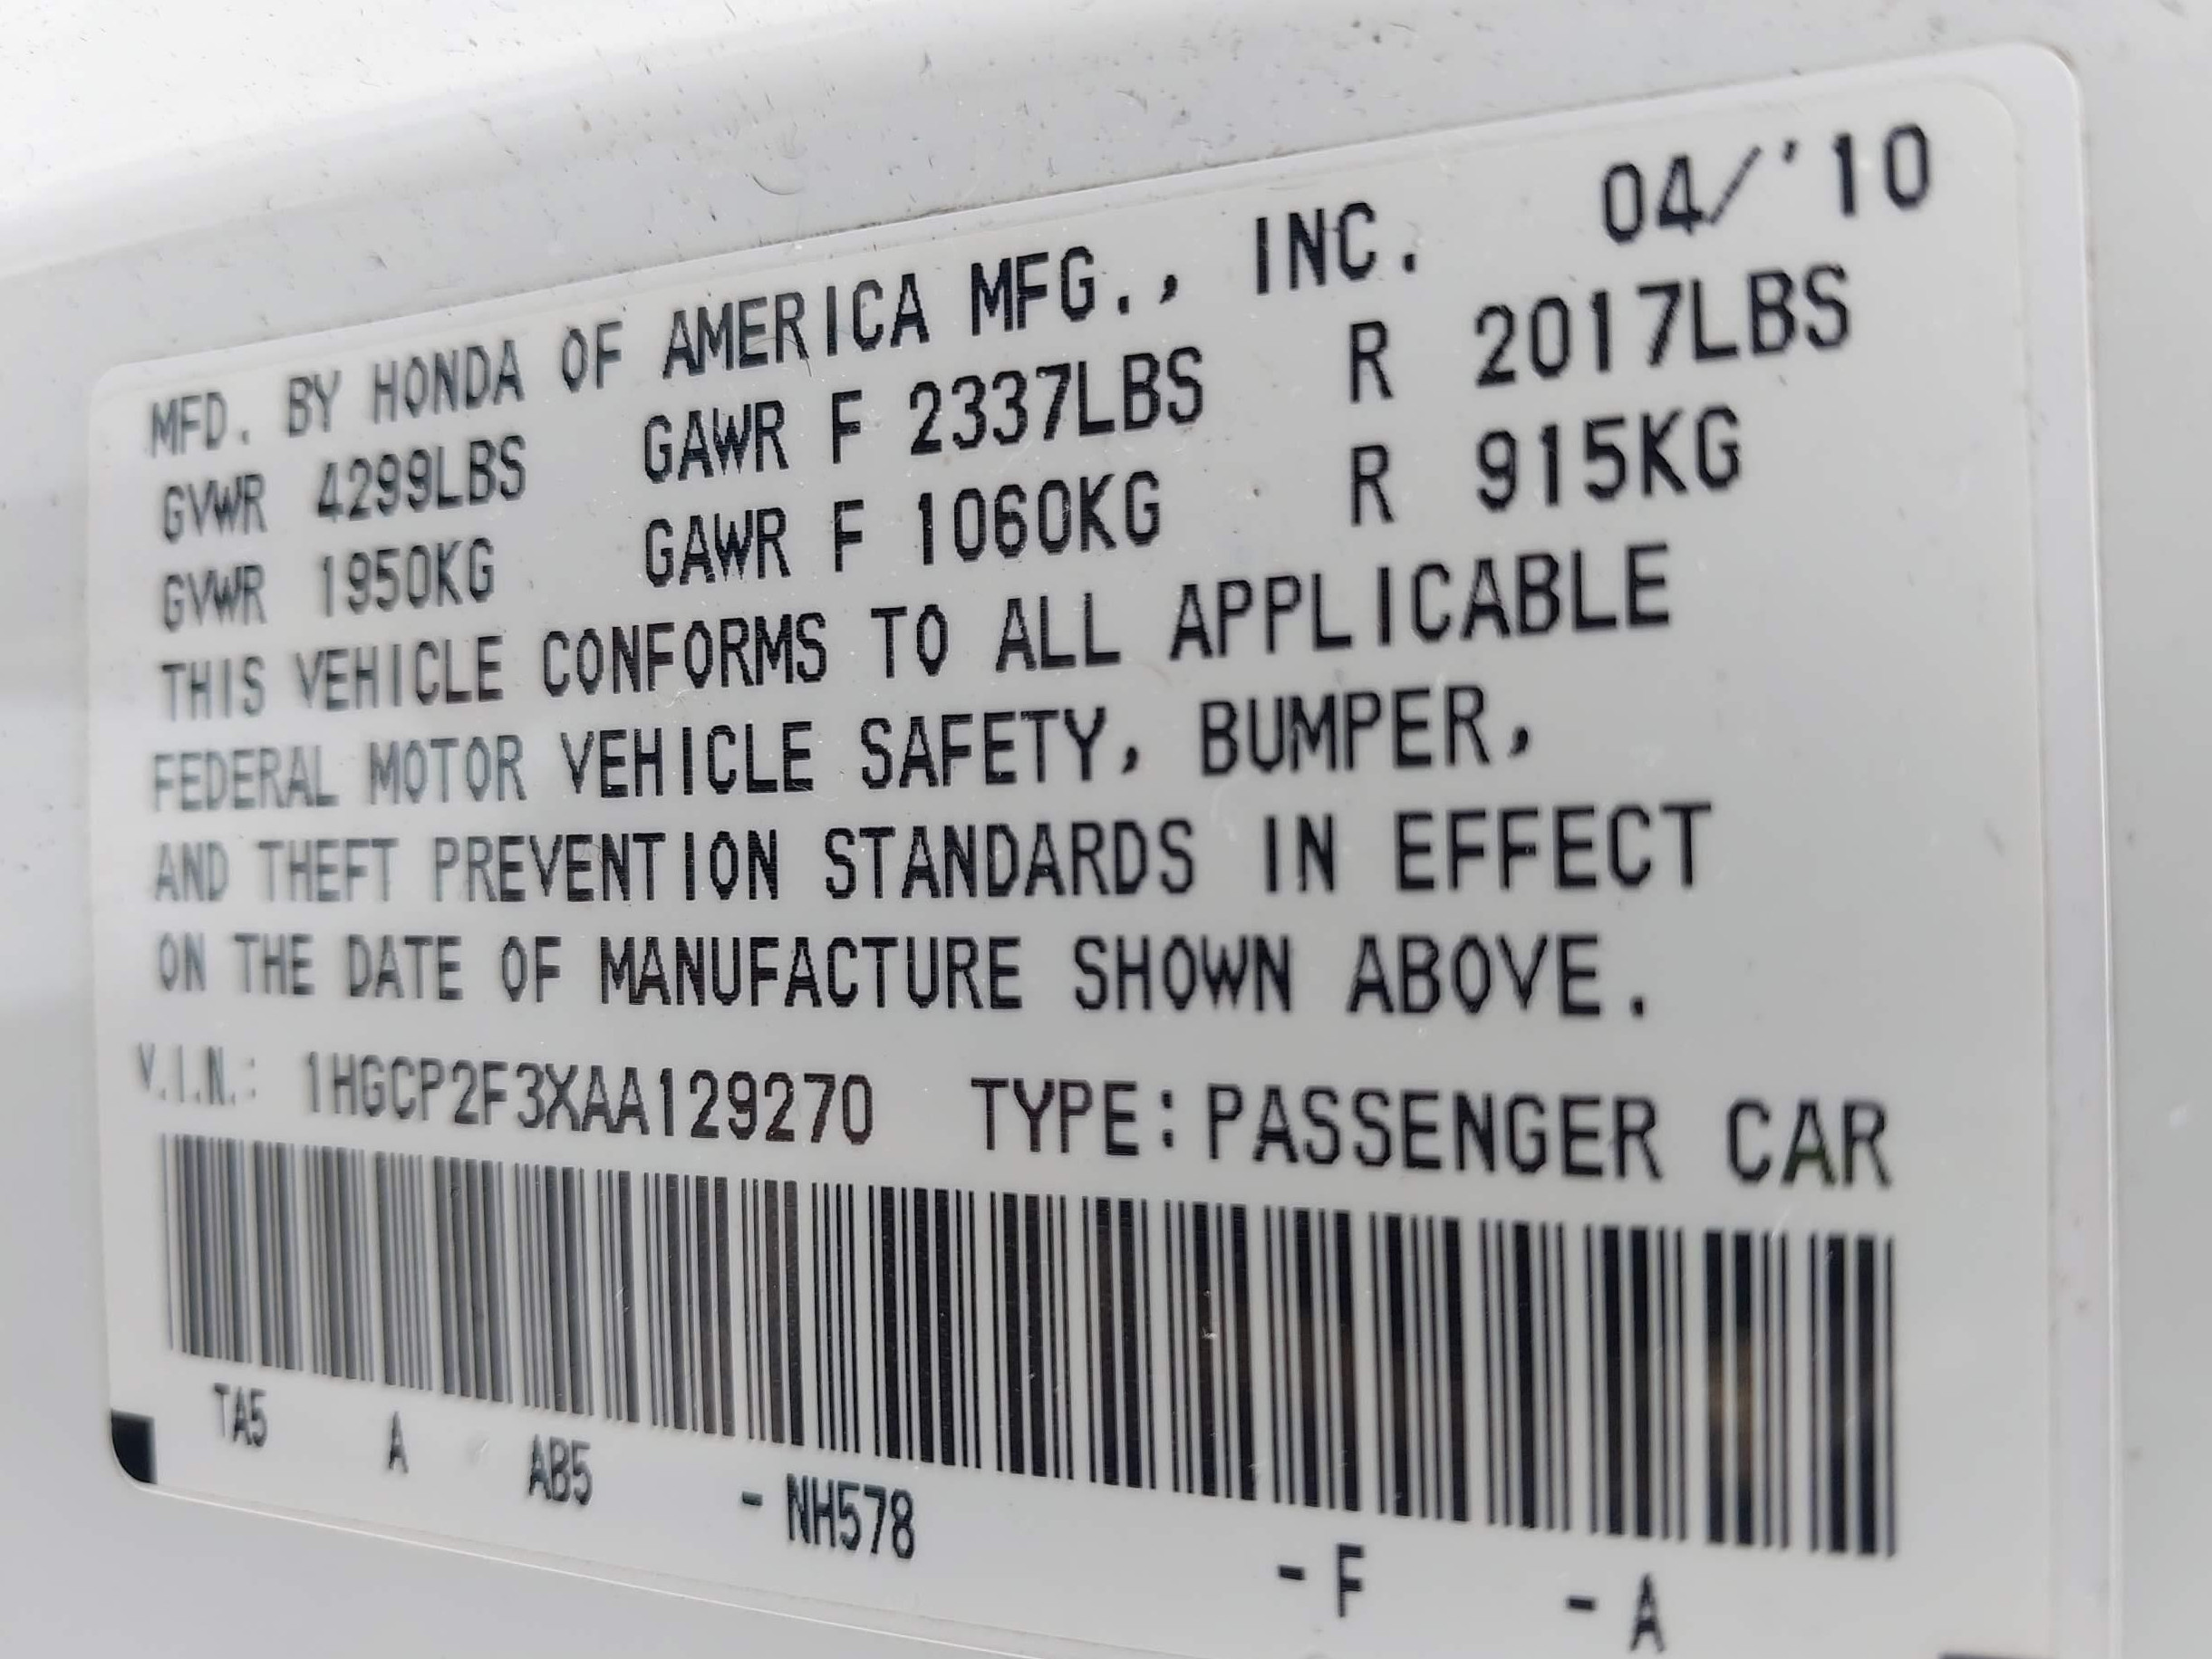 MFD. BY HONDA OF AMERICA MFG., INC. 04/'10
GVWR 4299LBS GAWR F 2337LBS R 2017LBS
GVWR 1950KG GAWR F 1060KG R 915KG
THIS VEHICLE CONFORMS TO ALL APPLICABLE
FEDERAL MOTOR VEHICLE SAFETY, BUMPER,
AND THEFT PREVENTION STANDARDS IN EFFECT
ON THE DATE OF MANUFACTURE SHOWN ABOVE.
V.I.N.: 1HGCP2F3XAA129270 TYPE:PASSENGER CAR
TA5 A AB5 - NH578 - F - A